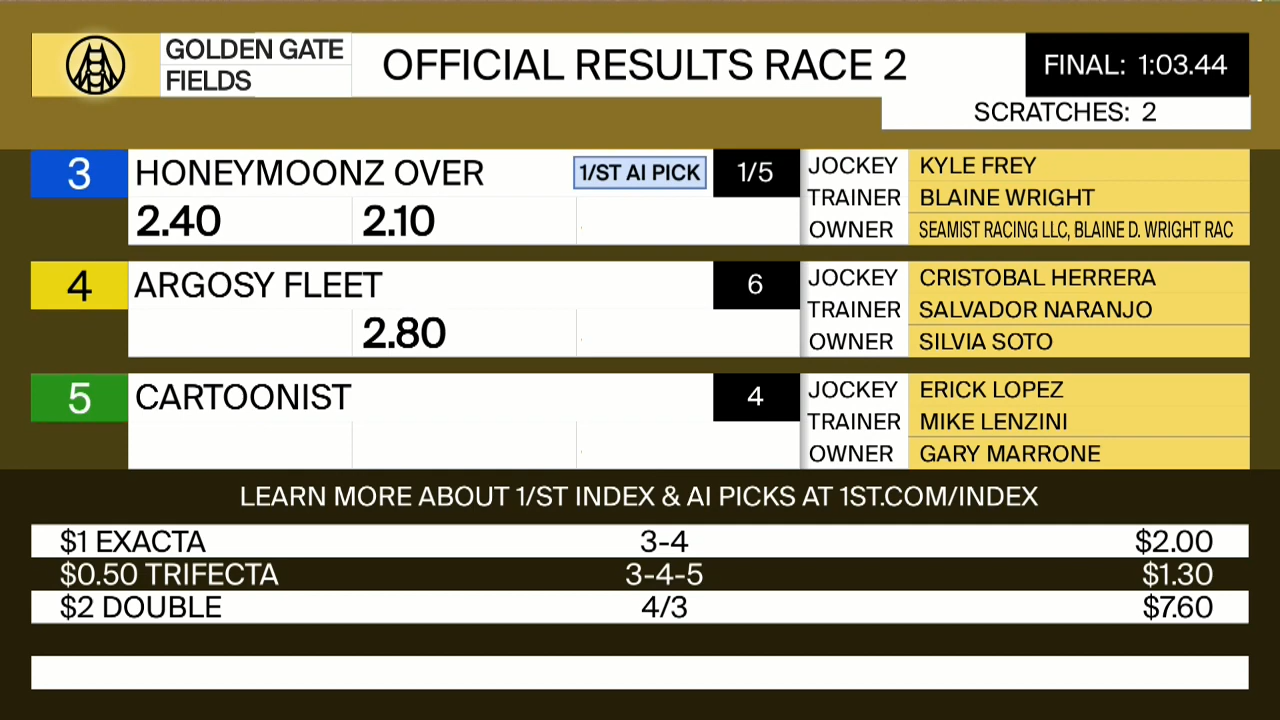 GOLDEN GATE FIELDS
OFFICIAL RESULTS RACE 2
FINAL: 1:03.44
SCRATCHES: 2
3 HONEYMOONZ OVER 1/ST AI PICK 1/5
2.40 2.10
JOCKEY KYLE FREY
TRAINER BLAINE WRIGHT
OWNER SEAMIST RACING LLC, BLAINE D. WRIGHT RAC
4 ARGOSY FLEET 6
2.80
JOCKEY CRISTOBAL HERRERA
TRAINER SALVADOR NARANJO
OWNER SILVIA SOTO
5 CARTOONIST 4
JOCKEY ERICK LOPEZ
TRAINER MIKE LENZINI
OWNER GARY MARRONE
LEARN MORE ABOUT 1/ST INDEX & AI PICKS AT 1ST.COM/INDEX
$1 EXACTA 3-4 $2.00
$0.50 TRIFECTA 3-4-5 $1.30
$2 DOUBLE 4/3 $7.60